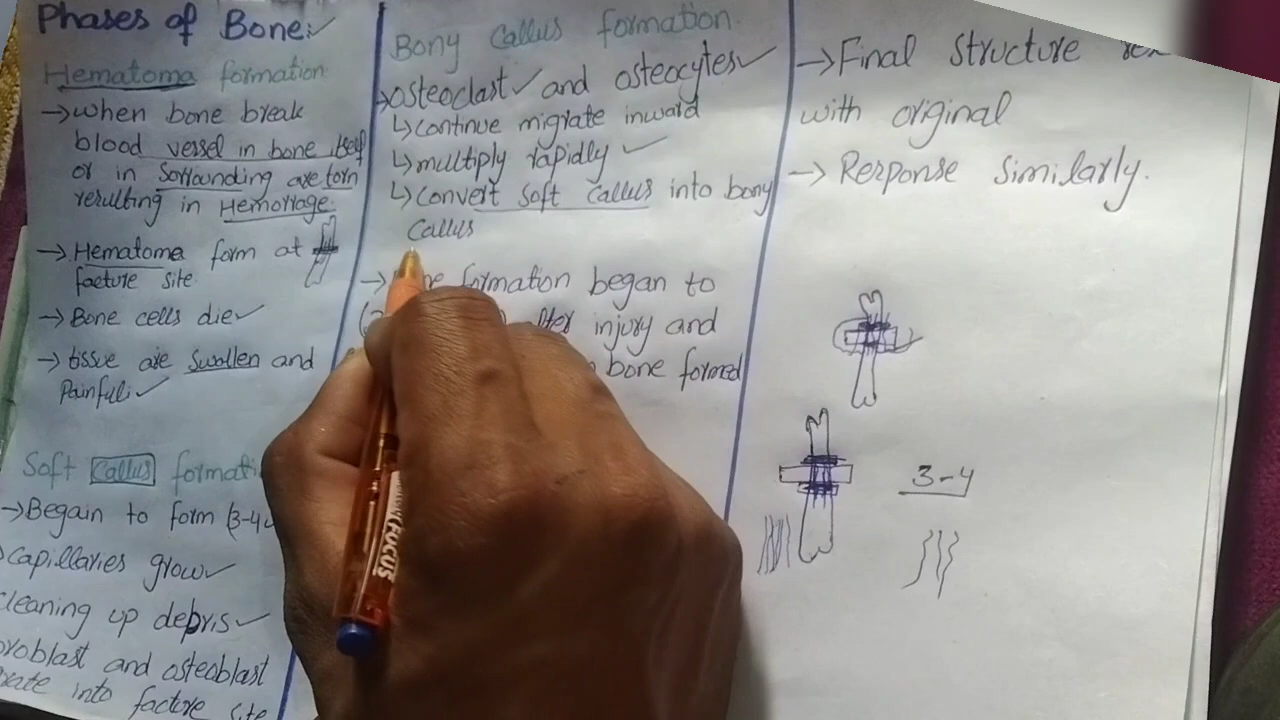 Phases of Bone:
Hematoma formation
→ when bone break
blood vessel in bone itself
or in Sorrounding are torn
resulting in Hemorrage.
→ Hematoma form at
facture site.
→ Bone cells die
→ tissue are Swollen and
Painful:
Soft Callus
→ Begain to form (3-4
Capillaries grow
Cleaning up debris
and osteoblast
into factore site
Bony Callus formation
→ osteoclast and osteocytes
↳ continue migrate inward
↳ multiply rapidly
↳ convert Soft Callus into bony
Callus
→ formation began to
injury and
bone formed
→ Final Structure
with original
→ Response Similarly.
3-4
FOCUS